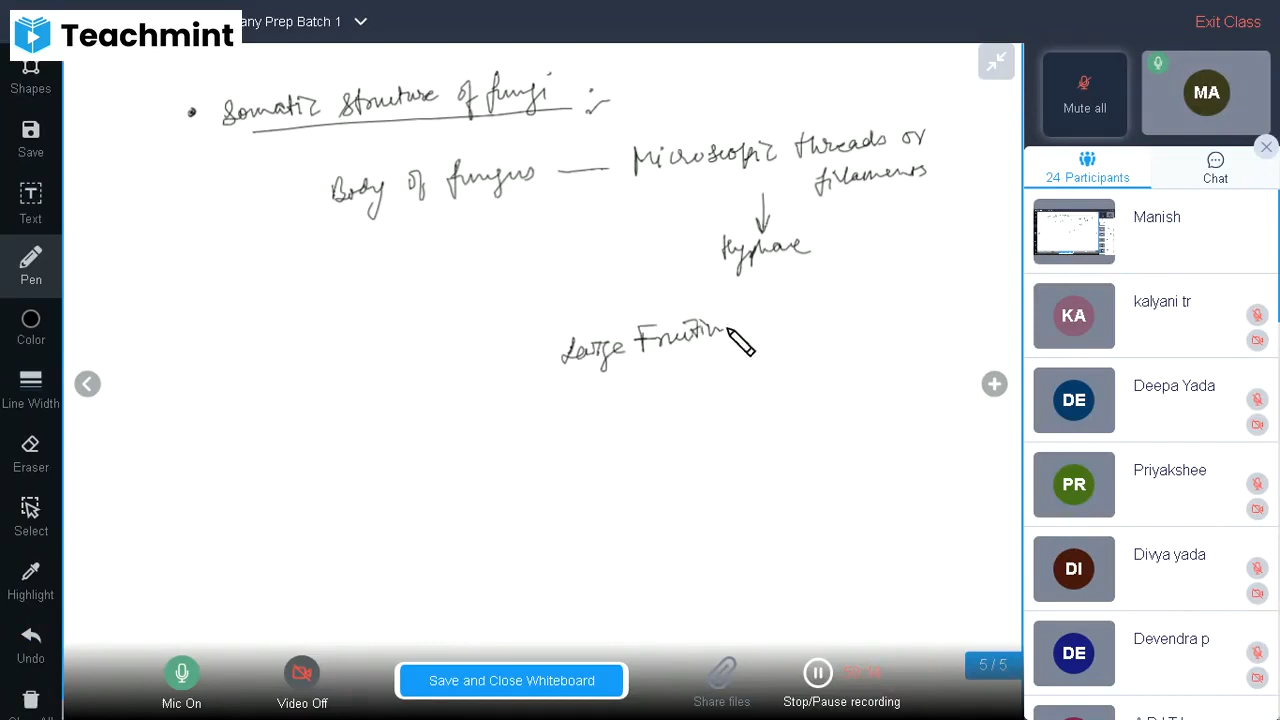 Teachmint
any Prep Batch 1
Exit Class
Shapes
Save
Text
Pen
Color
Line Width
Eraser
Select
Highlight
Undo
• Somatic Structure of fungi :-
Body of fungus — Microscopic threads or
filaments
↓
Hyphae
Large Fruitin
Mute all
MA
24 Participants
Chat
Manish
KA
kalyani tr
DE
Deepa Yada
PR
Priyakshee
DI
Divya yada
DE
Devendra p
5 / 5
Mic On
Video Off
Save and Close Whiteboard
Share files
Stop/Pause recording